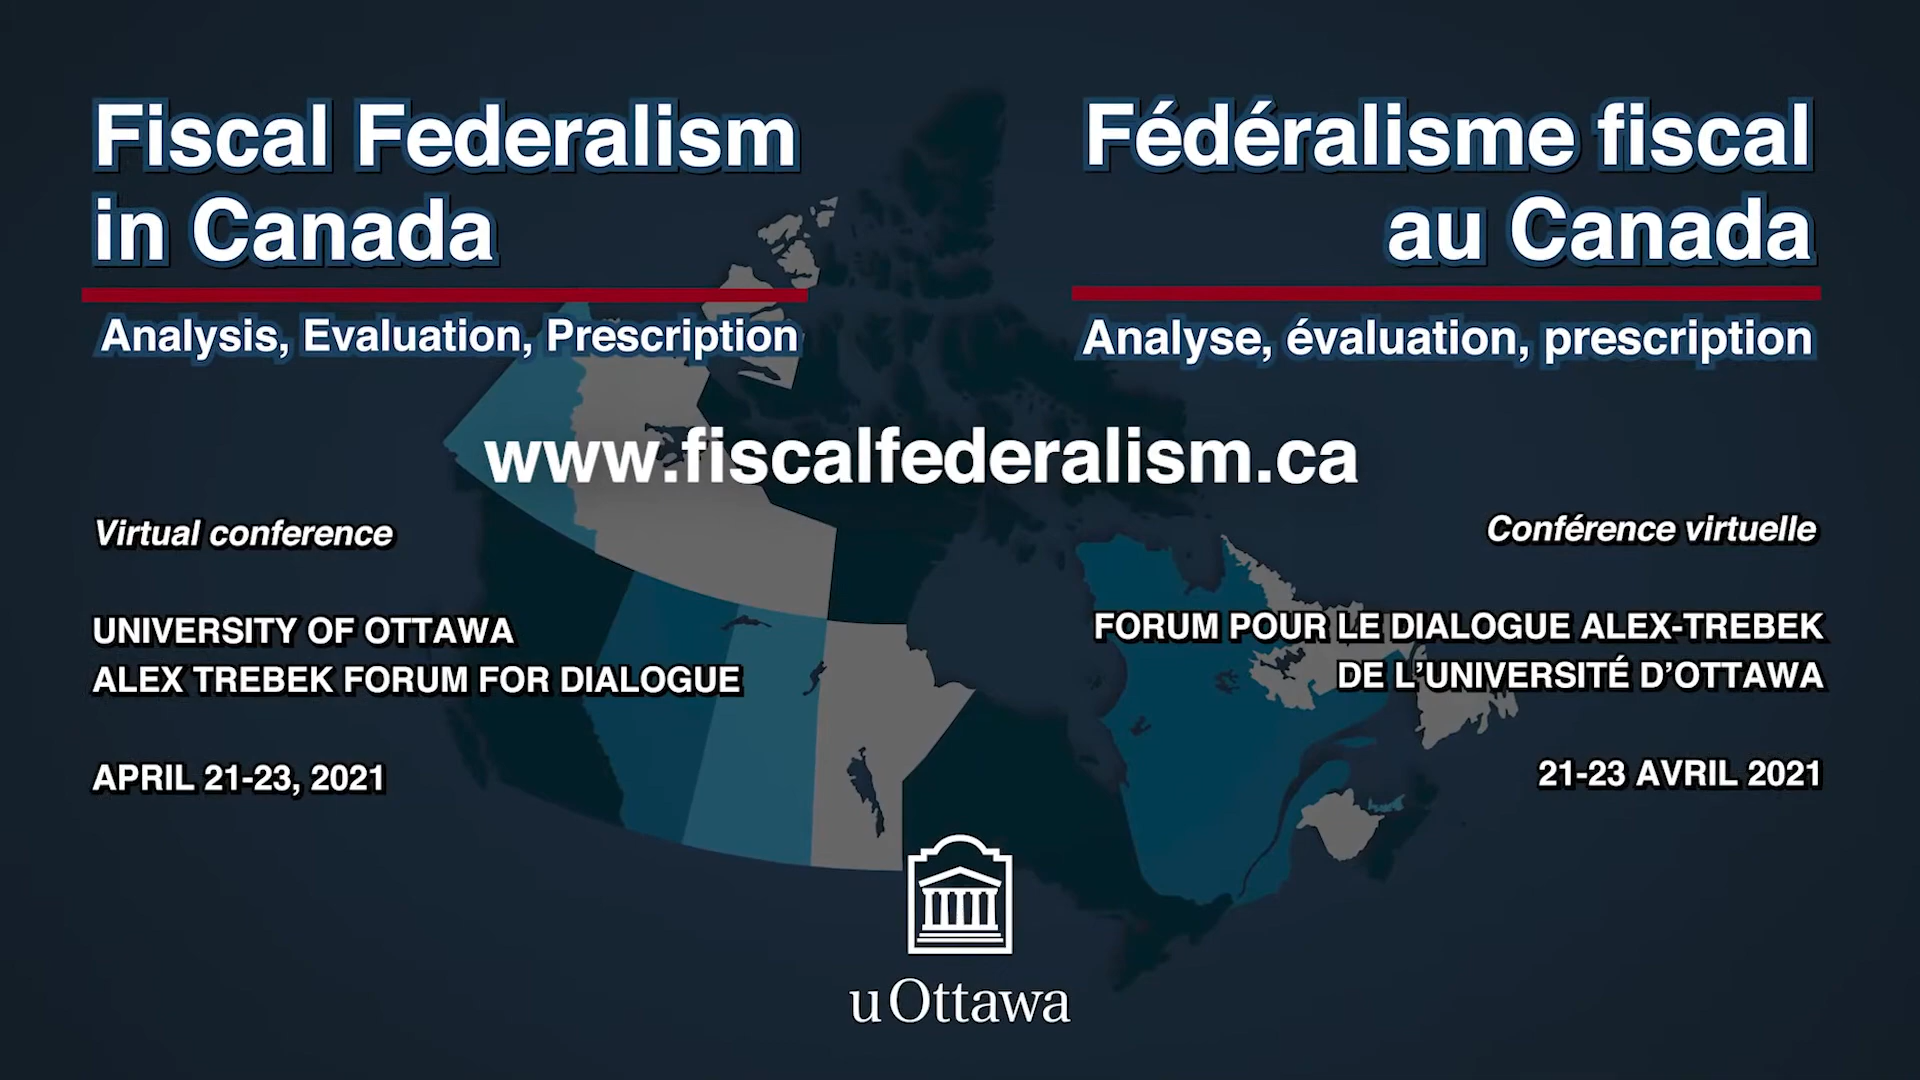 Fiscal Federalism
in Canada
Analysis, Evaluation, Prescription
Fédéralisme fiscal
au Canada
Analyse, évaluation, prescription
www.fiscalfederalism.ca
Virtual conference
UNIVERSITY OF OTTAWA
ALEX TREBEK FORUM FOR DIALOGUE
APRIL 21-23, 2021
Conférence virtuelle
FORUM POUR LE DIALOGUE ALEX-TREBEK
DE L’UNIVERSITÉ D’OTTAWA
21-23 AVRIL 2021
uOttawa